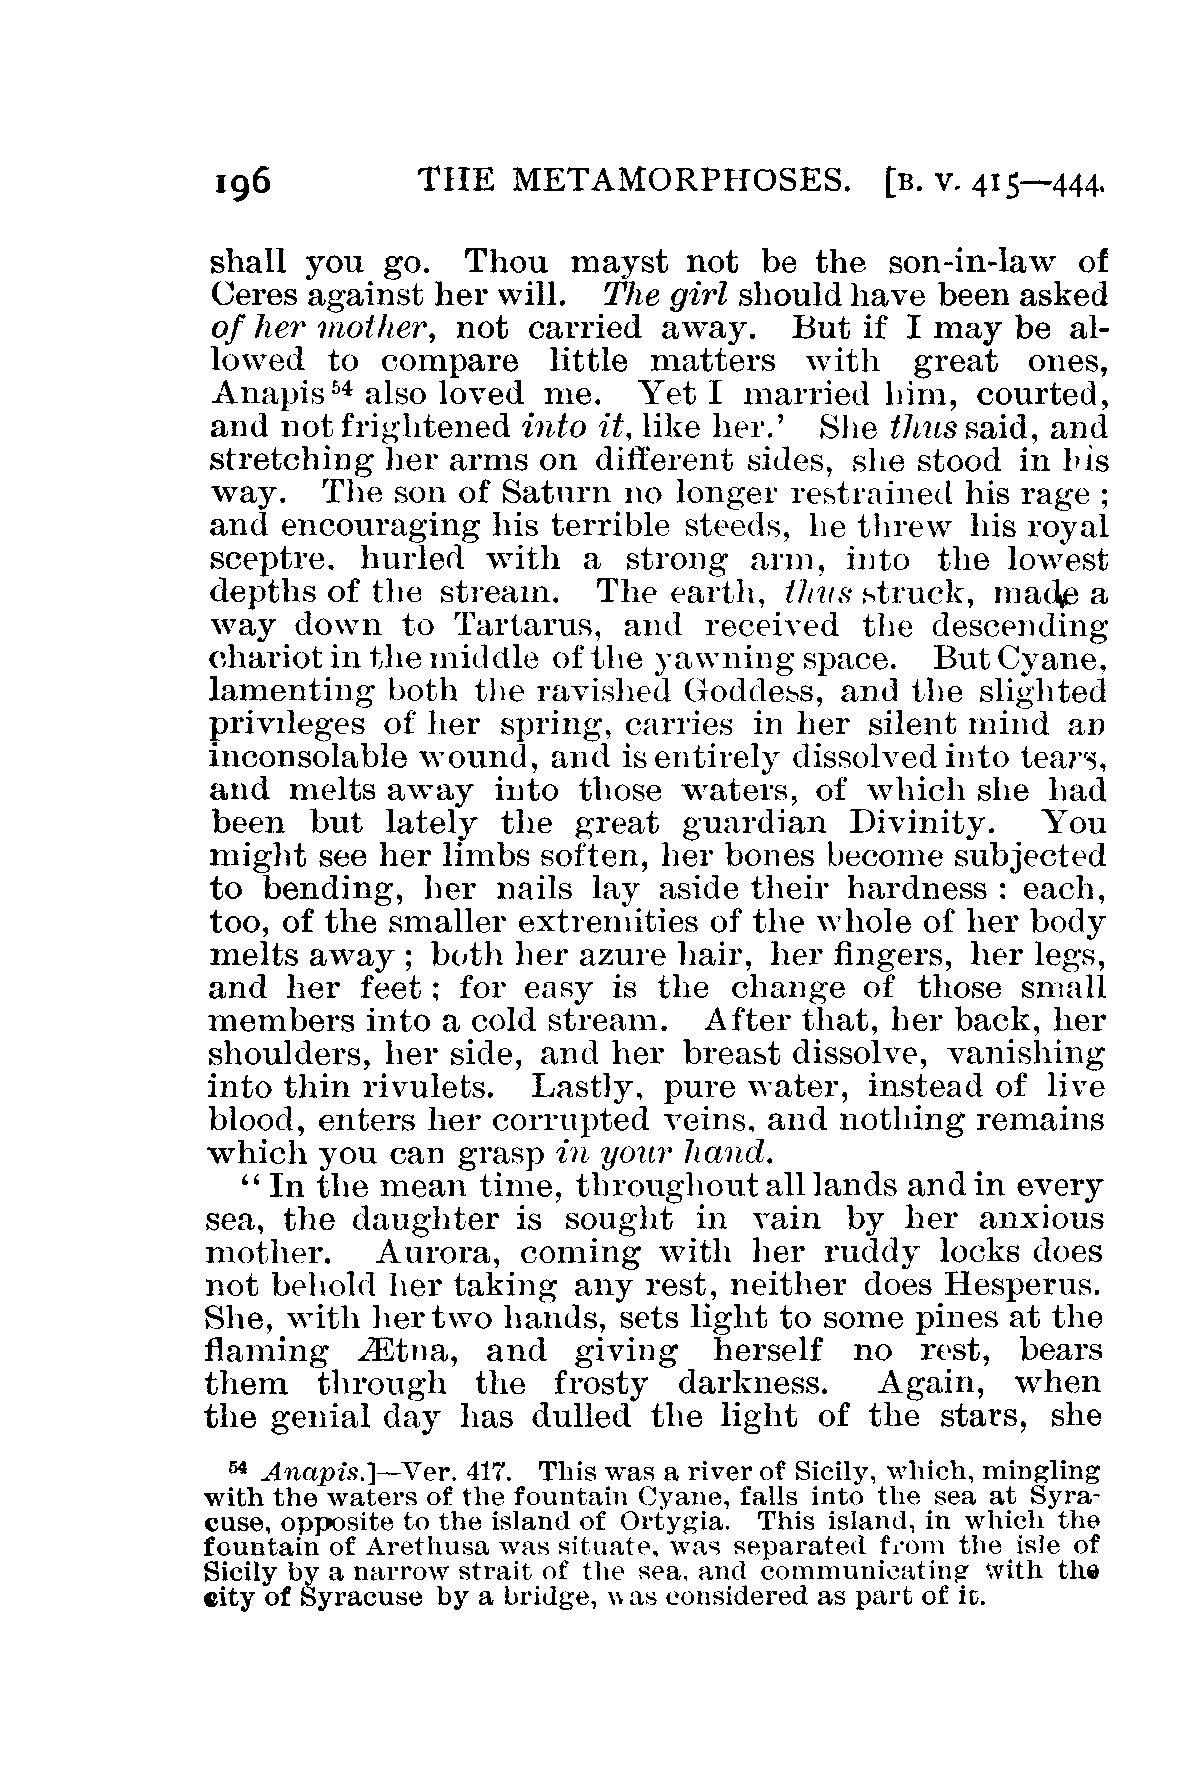 196 THE METAMORPHOSES. [B. V. 415—444.
shall you go. Thou mayst not be the son-in-law of
Ceres against her will. The girl should have been asked
of her mother, not carried away. But if I may be al-
lowed to compare little matters with great ones,
Anapis⁵⁴ also loved me. Yet I married him, courted,
and not frightened into it, like her.’ She thus said, and
stretching her arms on different sides, she stood in his
way. The son of Saturn no longer restrained his rage ;
and encouraging his terrible steeds, he threw his royal
sceptre, hurled with a strong arm, into the lowest
depths of the stream. The earth, thus struck, made a
way down to Tartarus, and received the descending
chariot in the middle of the yawning space. But Cyane,
lamenting both the ravished Goddess, and the slighted
privileges of her spring, carries in her silent mind an
inconsolable wound, and is entirely dissolved into tears,
and melts away into those waters, of which she had
been but lately the great guardian Divinity. You
might see her limbs soften, her bones become subjected
to bending, her nails lay aside their hardness : each,
too, of the smaller extremities of the whole of her body
melts away ; both her azure hair, her fingers, her legs,
and her feet ; for easy is the change of those small
members into a cold stream. After that, her back, her
shoulders, her side, and her breast dissolve, vanishing
into thin rivulets. Lastly, pure water, instead of live
blood, enters her corrupted veins, and nothing remains
which you can grasp in your hand.
“ In the mean time, throughout all lands and in every
sea, the daughter is sought in vain by her anxious
mother. Aurora, coming with her ruddy locks does
not behold her taking any rest, neither does Hesperus.
She, with her two hands, sets light to some pines at the
flaming Ætna, and giving herself no rest, bears
them through the frosty darkness. Again, when
the genial day has dulled the light of the stars, she
⁵⁴ Anapis.]—Ver. 417. This was a river of Sicily, which, mingling
with the waters of the fountain Cyane, falls into the sea at Syra-
cuse, opposite to the island of Ortygia. This island, in which the
fountain of Arethusa was situate, was separated from the isle of
Sicily by a narrow strait of the sea, and communicating with the
city of Syracuse by a bridge, was considered as part of it.